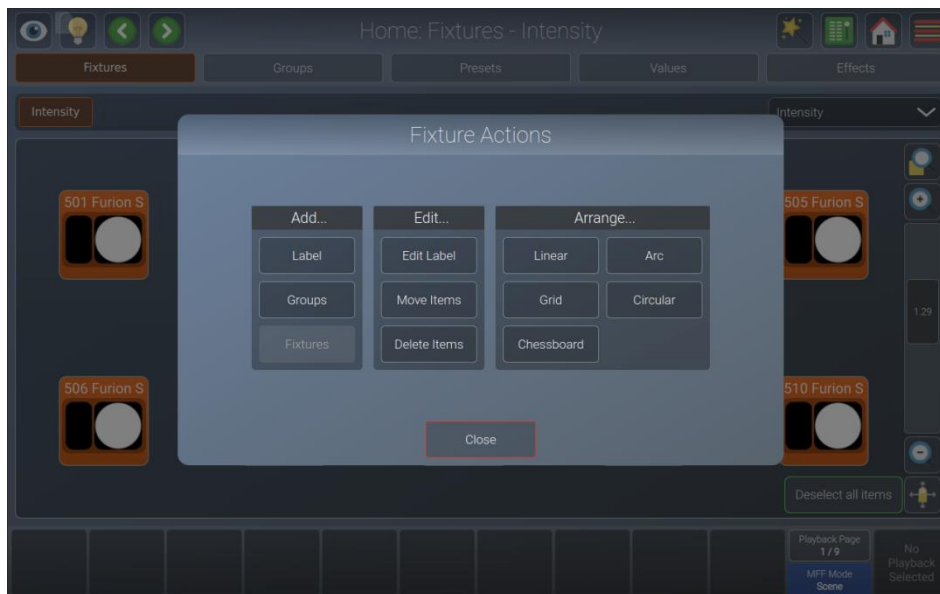 Home: Fixtures - Intensity
Fixtures
Groups
Presets
Values
Effects
Intensity
Intensity
Fixture Actions
501 Furion S
505 Furion S
Add...
Edit...
Arrange...
Label
Edit Label
Linear
Arc
Groups
Move Items
Grid
Circular
1.29
Fixtures
Delete Items
Chessboard
506 Furion S
510 Furion S
Close
Deselect all items
Playback Page
1 / 9
MFF Mode
Scene
No
Playback
Selected